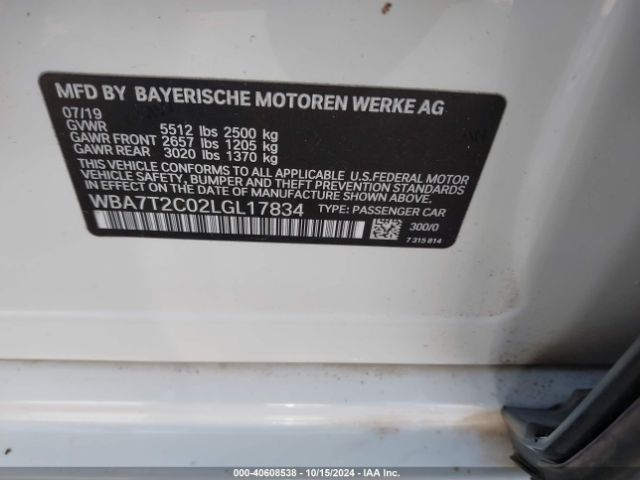 MFD BY BAYERISCHE MOTOREN WERKE AG
07/19
GVWR 5512 lbs 2500 kg
GAWR FRONT 2657 lbs 1205 kg
GAWR REAR 3020 lbs 1370 kg
THIS VEHICLE CONFORMS TO ALL APPLICABLE U.S.FEDERAL MOTOR
VEHICLE SAFETY, BUMPER AND THEFT PREVENTION STANDARDS
IN EFFECT ON THE DATE OF MANUFACTURE SHOWN ABOVE.
WBA7T2C02LGL17834 TYPE: PASSENGER CAR
300/0
7 315 814
000-40608538 - 10/15/2024 - IAA Inc.